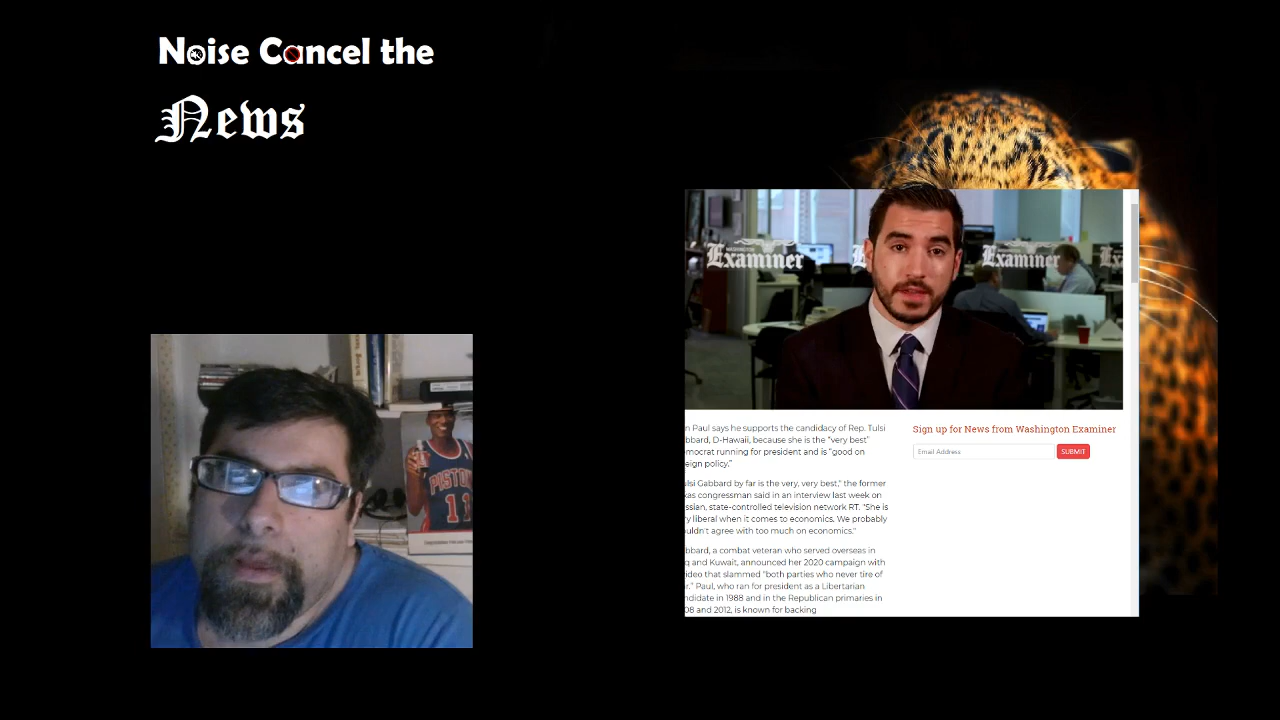 Noise Cancel the
News
Examiner
Examiner
Sign up for News from Washington Examiner
Email Address
SUBMIT
n Paul says he supports the candidacy of Rep. Tulsi
bbard, D-Hawaii, because she is the "very best"
mocrat running for president and is "good on
eign policy."
ulsi Gabbard by far is the very, very best," the former
xas congressman said in an interview last week on
ssian, state-controlled television network RT. "She is
y liberal when it comes to economics. We probably
uldn't agree with too much on economics."
bbard, a combat veteran who served overseas in
q and Kuwait, announced her 2020 campaign with
ideo that slammed "both parties who never tire of
r." Paul, who ran for president as a Libertarian
ndidate in 1988 and in the Republican primaries in
08 and 2012, is known for backing
PISTO
11